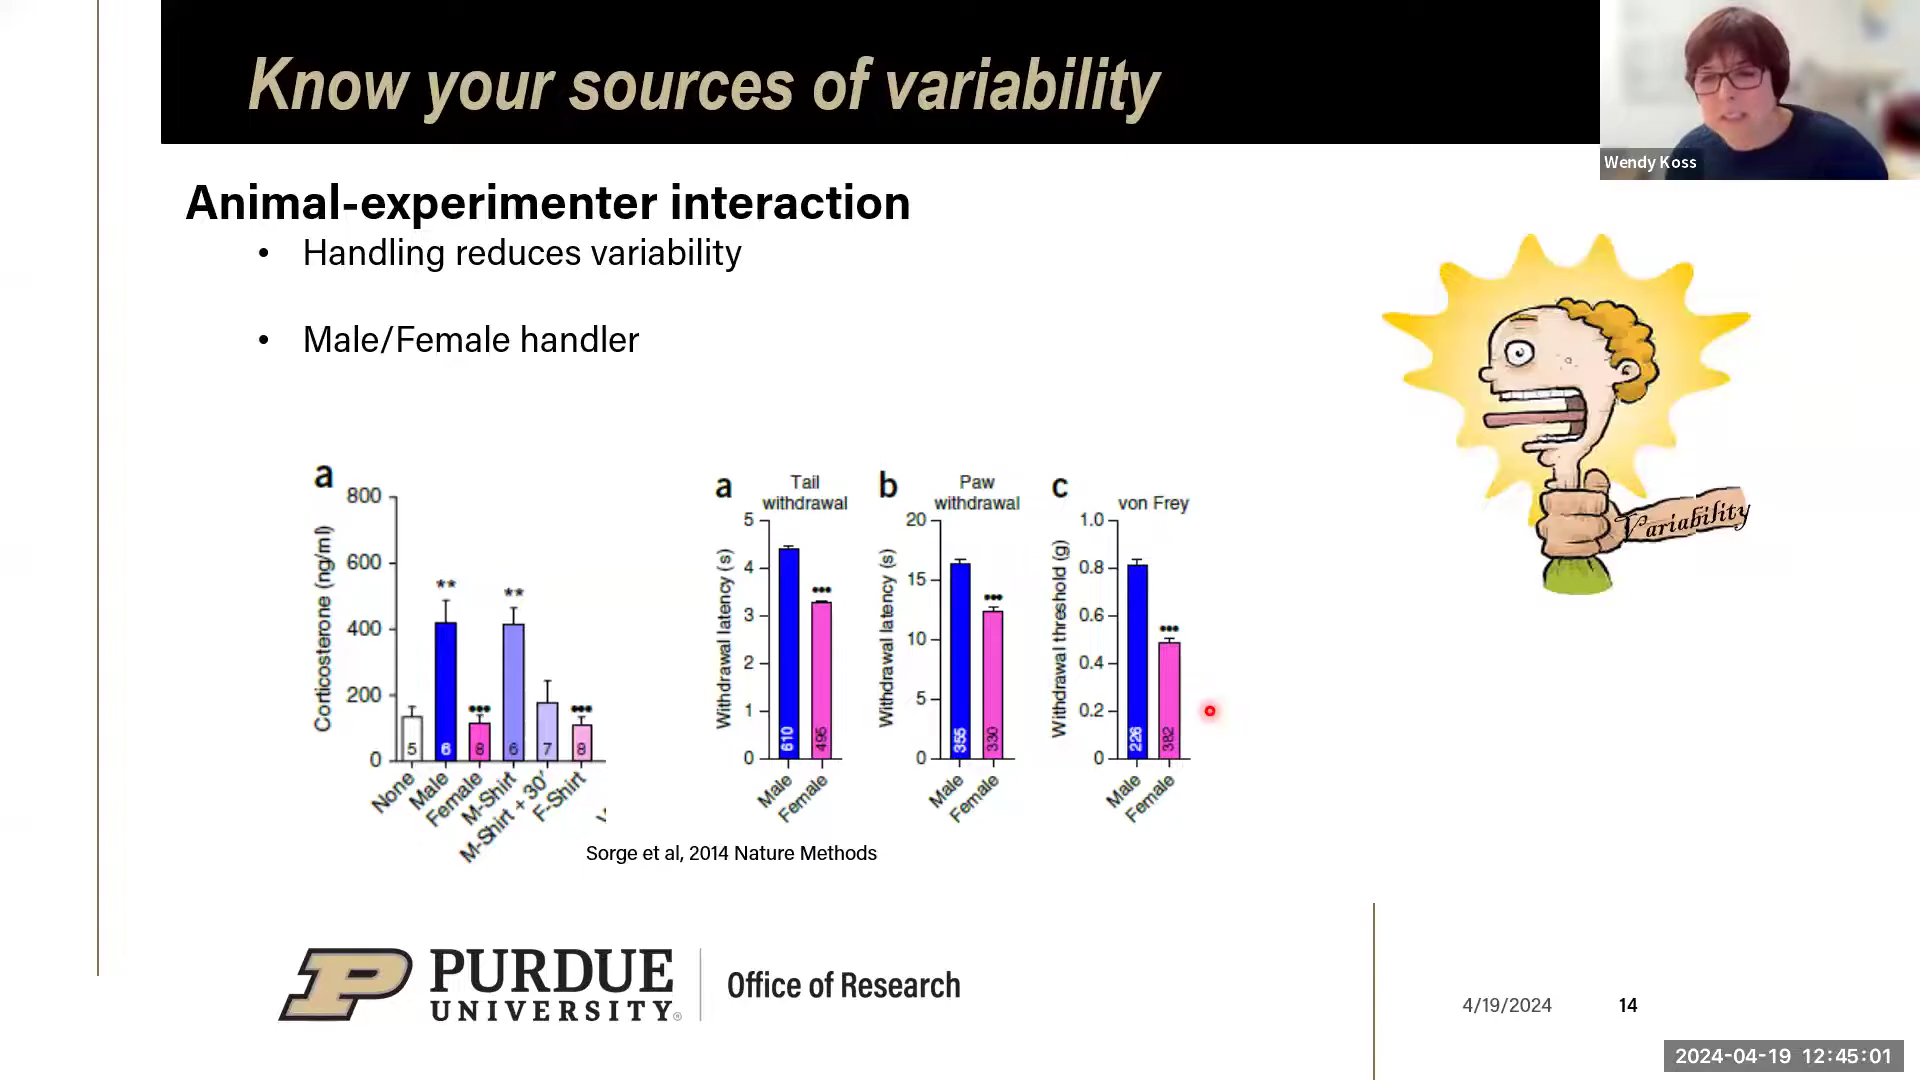 Know your sources of variability
Wendy Koss
Animal-experimenter interaction
• Handling reduces variability
• Male/Female handler
Variability
a
800
600
400
200
0
Corticosterone (ng/ml)
**
•••
**
•••
5
6
8
6
7
8
None
Male
Female
M-Shirt
M-Shirt + 30'
F-Shirt
a
Tail
withdrawal
5
4
3
2
1
0
Withdrawal latency (s)
•••
610
495
Male
Female
b
Paw
withdrawal
20
15
10
5
0
Withdrawal latency (s)
•••
355
330
Male
Female
c
von Frey
1.0
0.8
0.6
0.4
0.2
0
Withdrawal threshold (g)
•••
226
382
Male
Female
Sorge et al, 2014 Nature Methods
P
PURDUE
UNIVERSITY®
Office of Research
4/19/2024
14
2024-04-19 12:45:01